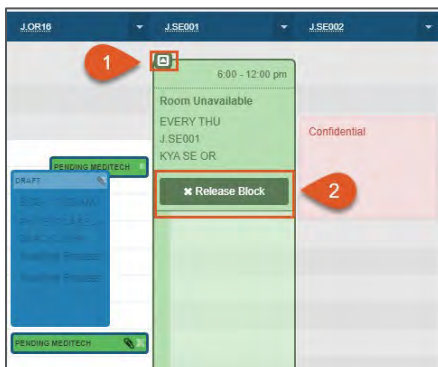 J.OR16
J.SE001
J.SE002
1
6:00 - 12:00 pm
Room Unavailable
EVERY THU
J.SE001
KYA SE OR
Confidential
PENDING MEDITECH
DRAFT
✖ Release Block
2
PENDING MEDITECH